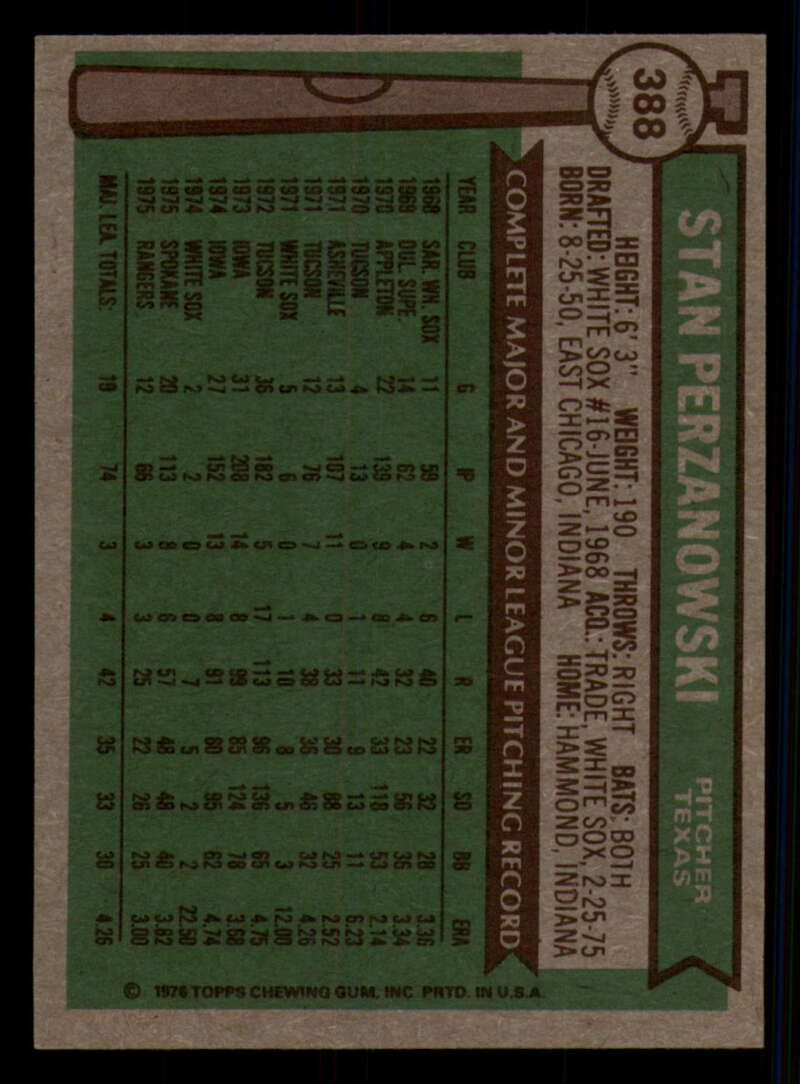 388
STAN PERZANOWSKI
PITCHER
TEXAS
HEIGHT: 6' 3" WEIGHT: 190 THROWS: RIGHT BATS: BOTH
DRAFTED: WHITE SOX #16-JUNE, 1968 ACQ.: TRADE, WHITE SOX, 2-25-75
BORN: 8-25-50, EAST CHICAGO, INDIANA HOME: HAMMOND, INDIANA
COMPLETE MAJOR AND MINOR LEAGUE PITCHING RECORD
YEAR CLUB G IP W L R ER SO BB ERA
1968 SAR. WH. SOX 11 59 2 6 40 22 32 28 3.36
1969 DUL. SUPE. 14 62 4 4 32 23 56 36 3.34
1970 APPLETON 22 139 9 8 42 33 118 53 2.14
1970 TUCSON 4 13 0 1 11 9 13 11 6.23
1971 ASHEVILLE 13 107 11 0 33 30 88 25 2.52
1971 TUCSON 12 76 7 4 38 36 46 32 4.26
1971 WHITE SOX 5 6 0 1 10 8 5 3 12.00
1972 TUCSON 36 182 5 17 113 96 136 65 4.75
1973 IOWA 31 208 14 8 98 85 124 78 3.68
1974 IOWA 27 152 13 8 91 80 95 62 4.74
1974 WHITE SOX 2 2 0 0 7 5 2 2 22.50
1975 SPOKANE 20 113 8 6 57 48 48 40 3.82
1975 RANGERS 12 66 3 3 25 22 26 25 3.00
MAJ. LEA. TOTALS: 19 74 3 4 42 35 33 30 4.26
© 1976 TOPPS CHEWING GUM, INC. PRTD. IN U.S.A.